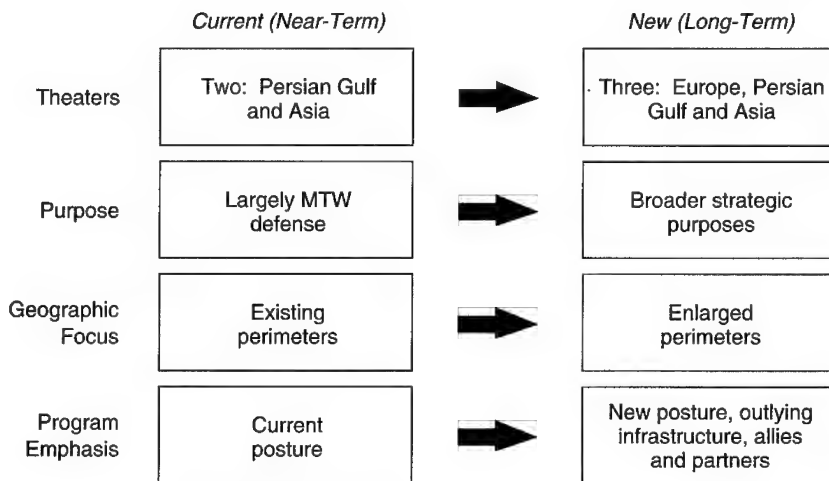 Current (Near-Term)
New (Long-Term)
Theaters
Two: Persian Gulf
and Asia
Three: Europe, Persian
Gulf and Asia
Purpose
Largely MTW
defense
Broader strategic
purposes
Geographic
Focus
Existing
perimeters
Enlarged
perimeters
Program
Emphasis
Current
posture
New posture, outlying
infrastructure, allies
and partners